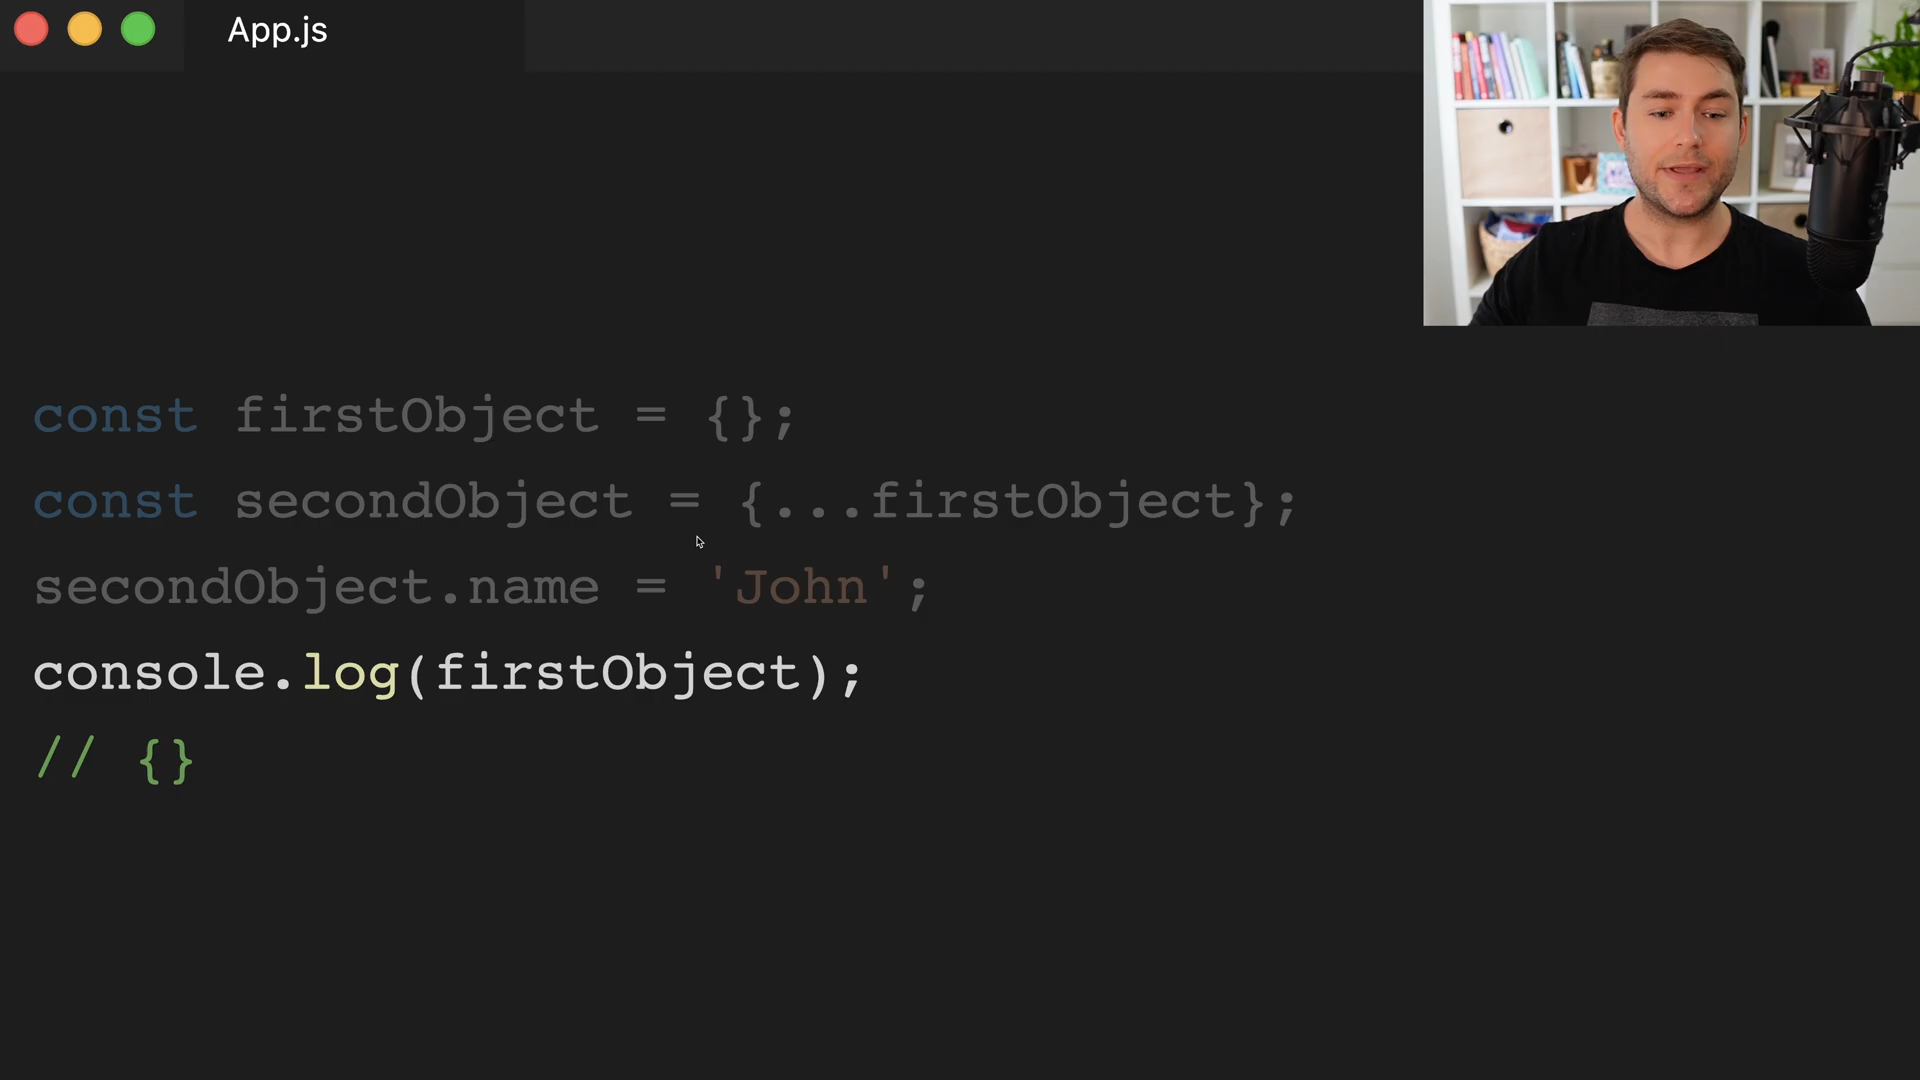 App.js
const firstObject = {};
const secondObject = {...firstObject};
secondObject.name = 'John';
console.log(firstObject);
// {}